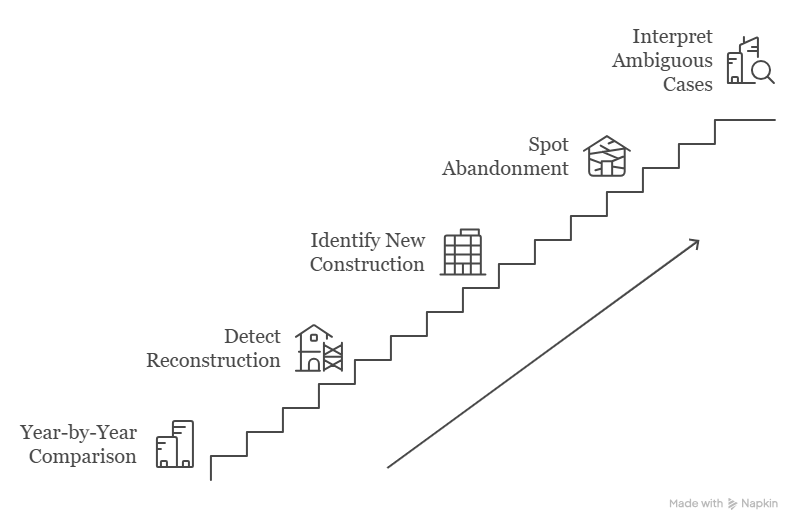 Interpret
Ambiguous
Cases
Spot
Abandonment
Identify New
Construction
Detect
Reconstruction
Year-by-Year
Comparison
Made with Napkin